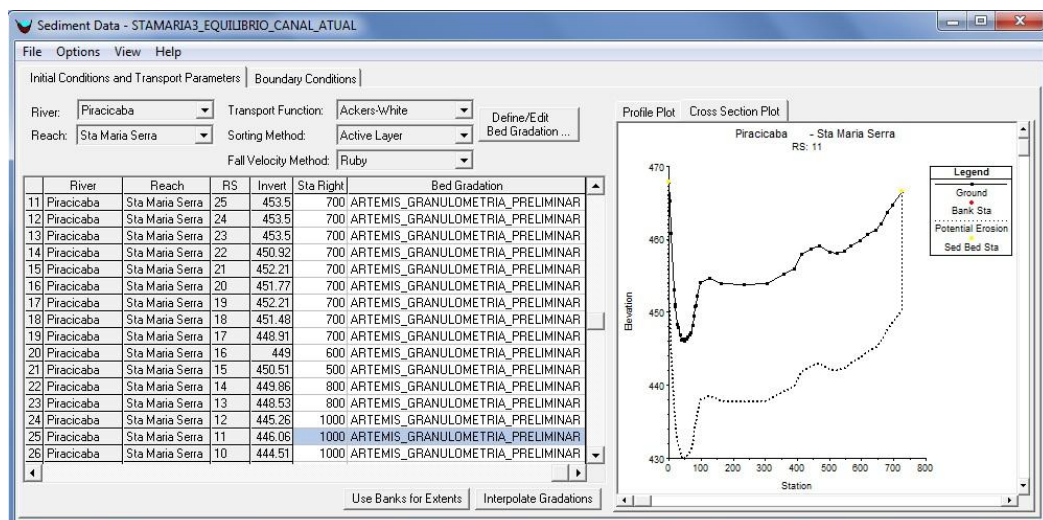 Sediment Data - STAMARIA3_EQUILIBRIO_CANAL_ATUAL
File Options View Help
Initial Conditions and Transport Parameters Boundary Conditions
River: Piracicaba Transport Function: Ackers-White Define/Edit Bed Gradation ...
Reach: Sta Maria Serra Sorting Method: Active Layer
Fall Velocity Method: Ruby
River Reach RS Invert Sta Right Bed Gradation
11 Piracicaba Sta Maria Serra 25 453.5 700 ARTEMIS_GRANULOMETRIA_PRELIMINAR
12 Piracicaba Sta Maria Serra 24 453.5 700 ARTEMIS_GRANULOMETRIA_PRELIMINAR
13 Piracicaba Sta Maria Serra 23 453.5 700 ARTEMIS_GRANULOMETRIA_PRELIMINAR
14 Piracicaba Sta Maria Serra 22 450.92 700 ARTEMIS_GRANULOMETRIA_PRELIMINAR
15 Piracicaba Sta Maria Serra 21 452.21 700 ARTEMIS_GRANULOMETRIA_PRELIMINAR
16 Piracicaba Sta Maria Serra 20 451.77 700 ARTEMIS_GRANULOMETRIA_PRELIMINAR
17 Piracicaba Sta Maria Serra 19 452.21 700 ARTEMIS_GRANULOMETRIA_PRELIMINAR
18 Piracicaba Sta Maria Serra 18 451.48 700 ARTEMIS_GRANULOMETRIA_PRELIMINAR
19 Piracicaba Sta Maria Serra 17 448.91 700 ARTEMIS_GRANULOMETRIA_PRELIMINAR
20 Piracicaba Sta Maria Serra 16 449 600 ARTEMIS_GRANULOMETRIA_PRELIMINAR
21 Piracicaba Sta Maria Serra 15 450.51 500 ARTEMIS_GRANULOMETRIA_PRELIMINAR
22 Piracicaba Sta Maria Serra 14 449.86 800 ARTEMIS_GRANULOMETRIA_PRELIMINAR
23 Piracicaba Sta Maria Serra 13 448.53 800 ARTEMIS_GRANULOMETRIA_PRELIMINAR
24 Piracicaba Sta Maria Serra 12 445.26 1000 ARTEMIS_GRANULOMETRIA_PRELIMINAR
25 Piracicaba Sta Maria Serra 11 446.06 1000 ARTEMIS_GRANULOMETRIA_PRELIMINAR
26 Piracicaba Sta Maria Serra 10 444.51 1000 ARTEMIS_GRANULOMETRIA_PRELIMINAR
Use Banks for Extents Interpolate Gradations
Profile Plot Cross Section Plot
Piracicaba - Sta Maria Serra
RS: 11
Legend
Ground
Bank Sta
Potential Erosion
Sed Bed Sta
Elevation
470
460
450
440
430
0 100 200 300 400 500 600 700 800
Station